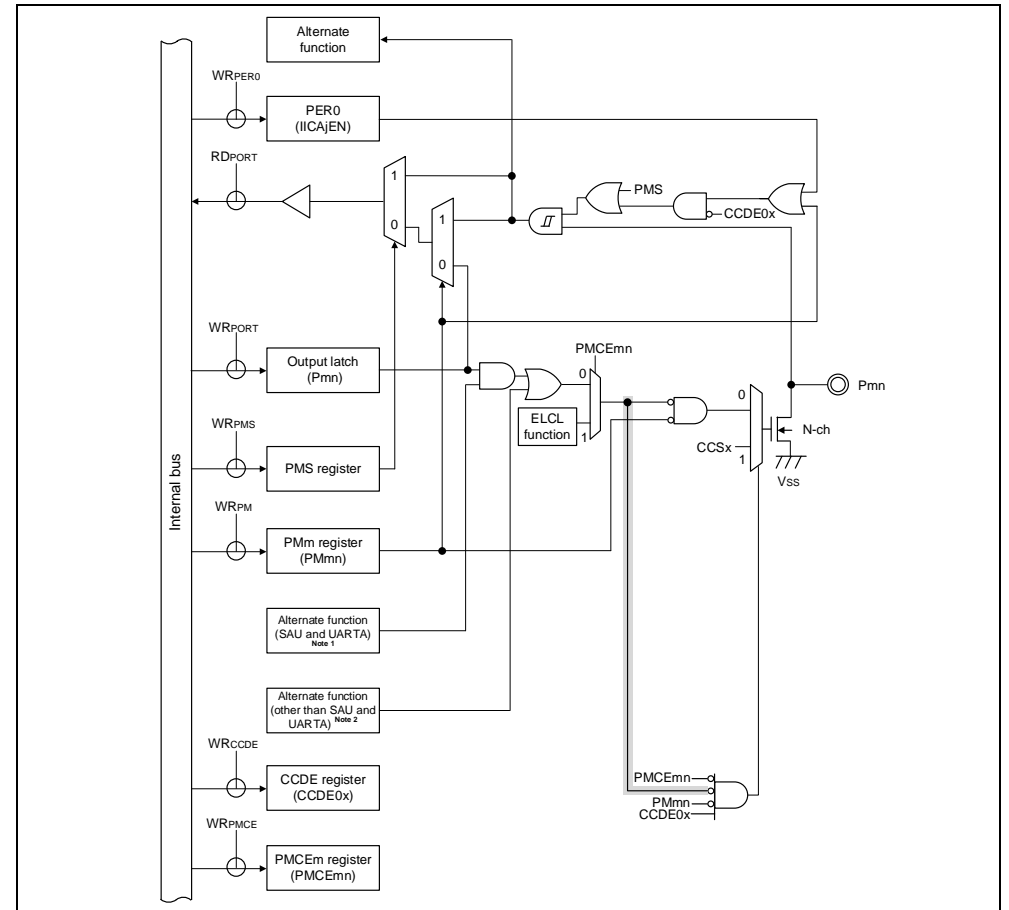 Alternate
function
WRPER0
PER0
(IICAjEN)
RDPORT
1
0
1
0
PMS
CCDE0x
WRPORT
Output latch
(Pmn)
PMCEmn
0
ELCL
function
1
0
CCSx
1
Pmn
N-ch
VSS
WRPMS
PMS register
WRPM
PMm register
(PMmn)
Internal bus
Alternate function
(SAU and UARTA)
Note 1
Alternate function
(other than SAU and
UARTA) Note 2
WRCCDE
CCDE register
(CCDE0x)
PMCEmn
PMmn
CCDE0x
WRPMCE
PMCEm register
(PMCEmn)